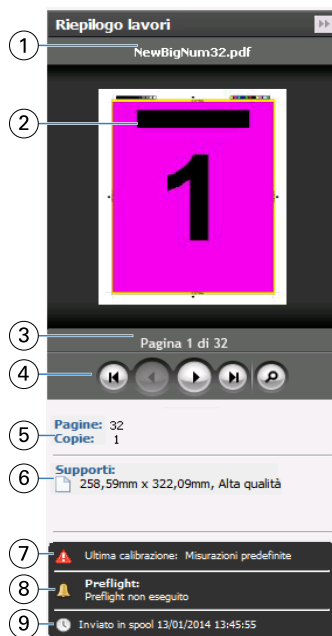 Riepilogo lavori
1
NewBigNum32.pdf
2
1
3
Pagina 1 di 32
4
5
Pagine: 32
Copie: 1
6
Supporti:
258,59mm x 322,09mm, Alta qualità
7
Ultima calibrazione: Misurazioni predefinite
8
Preflight:
Preflight non eseguito
9
Inviato in spool 13/01/2014 13:45:55